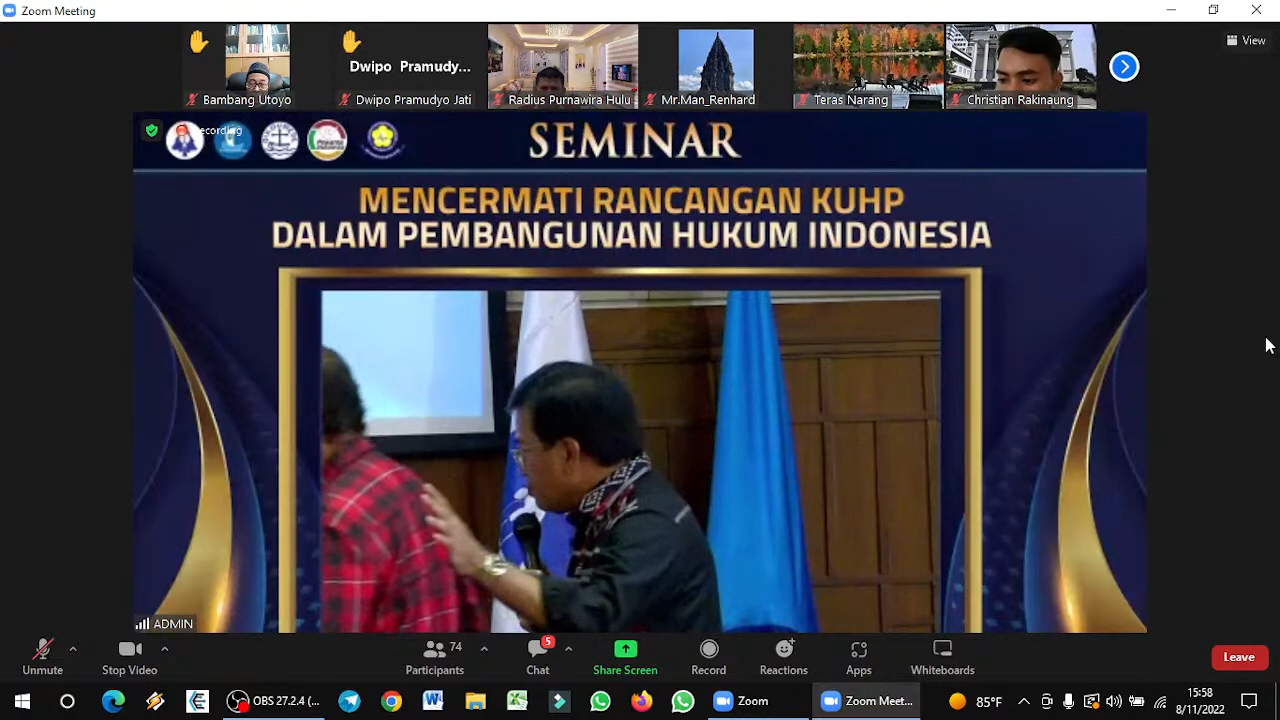 Zoom Meeting
View
Dwipo Pramudy...
Bambang Utoyo
Dwipo Pramudyo Jati
Radius Purnawira Hulu
Mr.Man_Renhard
Teras Narang
Christian Rakinaung
SEMINAR
MENCERMATI RANCANGAN KUHP
DALAM PEMBANGUNAN HUKUM INDONESIA
ADMIN
Unmute
Stop Video
Participants
74
Chat
5
Share Screen
Record
Reactions
Apps
Whiteboards
Leave
OBS 27.2.4 (...
Zoom
Zoom Meet...
85°F
15:58
8/11/2022